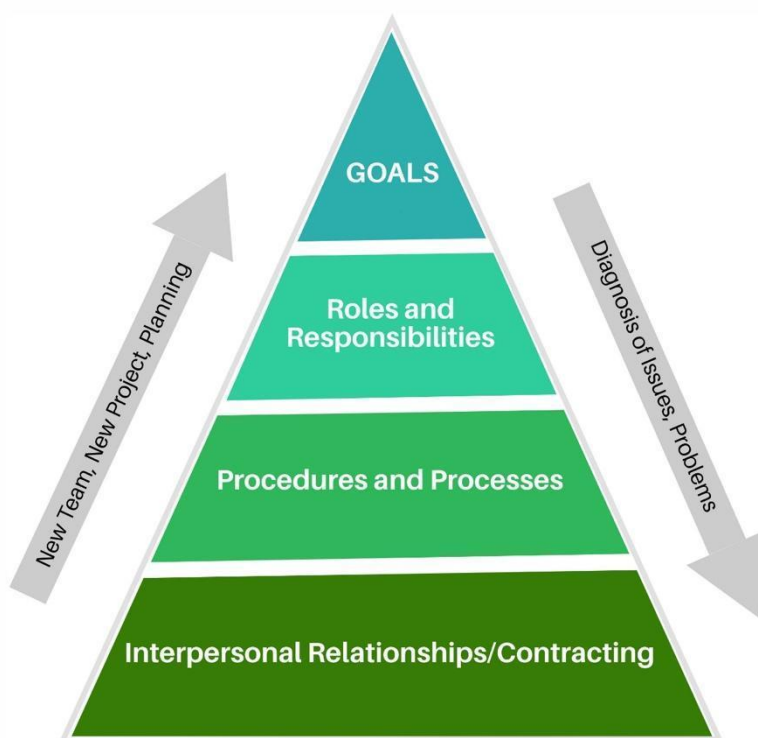 GOALS
Roles and
Responsibilities
Procedures and Processes
Interpersonal Relationships/Contracting
New Team, New Project, Planning
Diagnosis of Issues, Problems